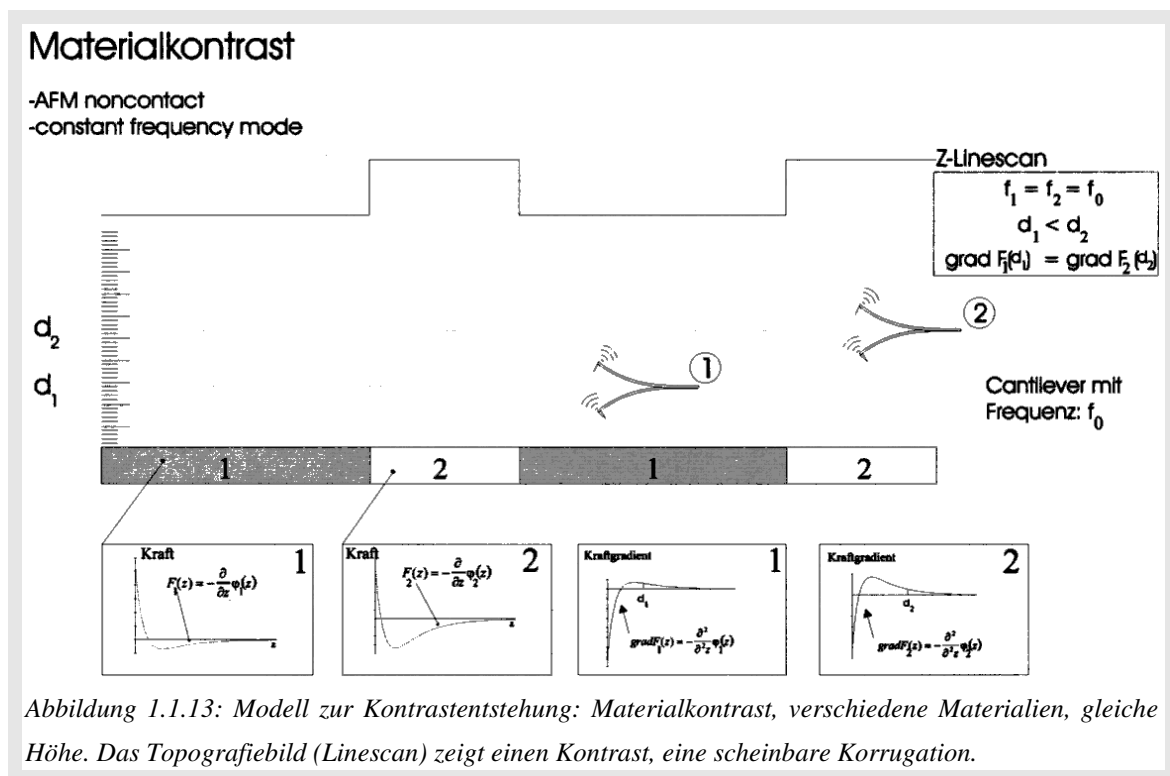 Materialkontrast
-AFM noncontact
-constant frequency mode
Z-Linescan
f₁ = f₂ = f₀
d₁ < d₂
grad F₁(d₁) = grad F₂(d₂)
d₂
d₁
2
1
Cantilever mit
Frequenz: f₀
1 2 1 2
Kraft 1
F₁(z) = -∂/∂z φ₁(z)
z
Kraft 2
F₂(z) = -∂/∂z φ₂(z)
z
Kraftgradient 1
d₁
gradF₁(z) = -∂²/∂²z φ₁(z)
Kraftgradient 2
d₂
gradF₂(z) = -∂²/∂²z φ₂(z)
Abbildung 1.1.13: Modell zur Kontrastentstehung: Materialkontrast, verschiedene Materialien, gleiche
Höhe. Das Topografiebild (Linescan) zeigt einen Kontrast, eine scheinbare Korrugation.